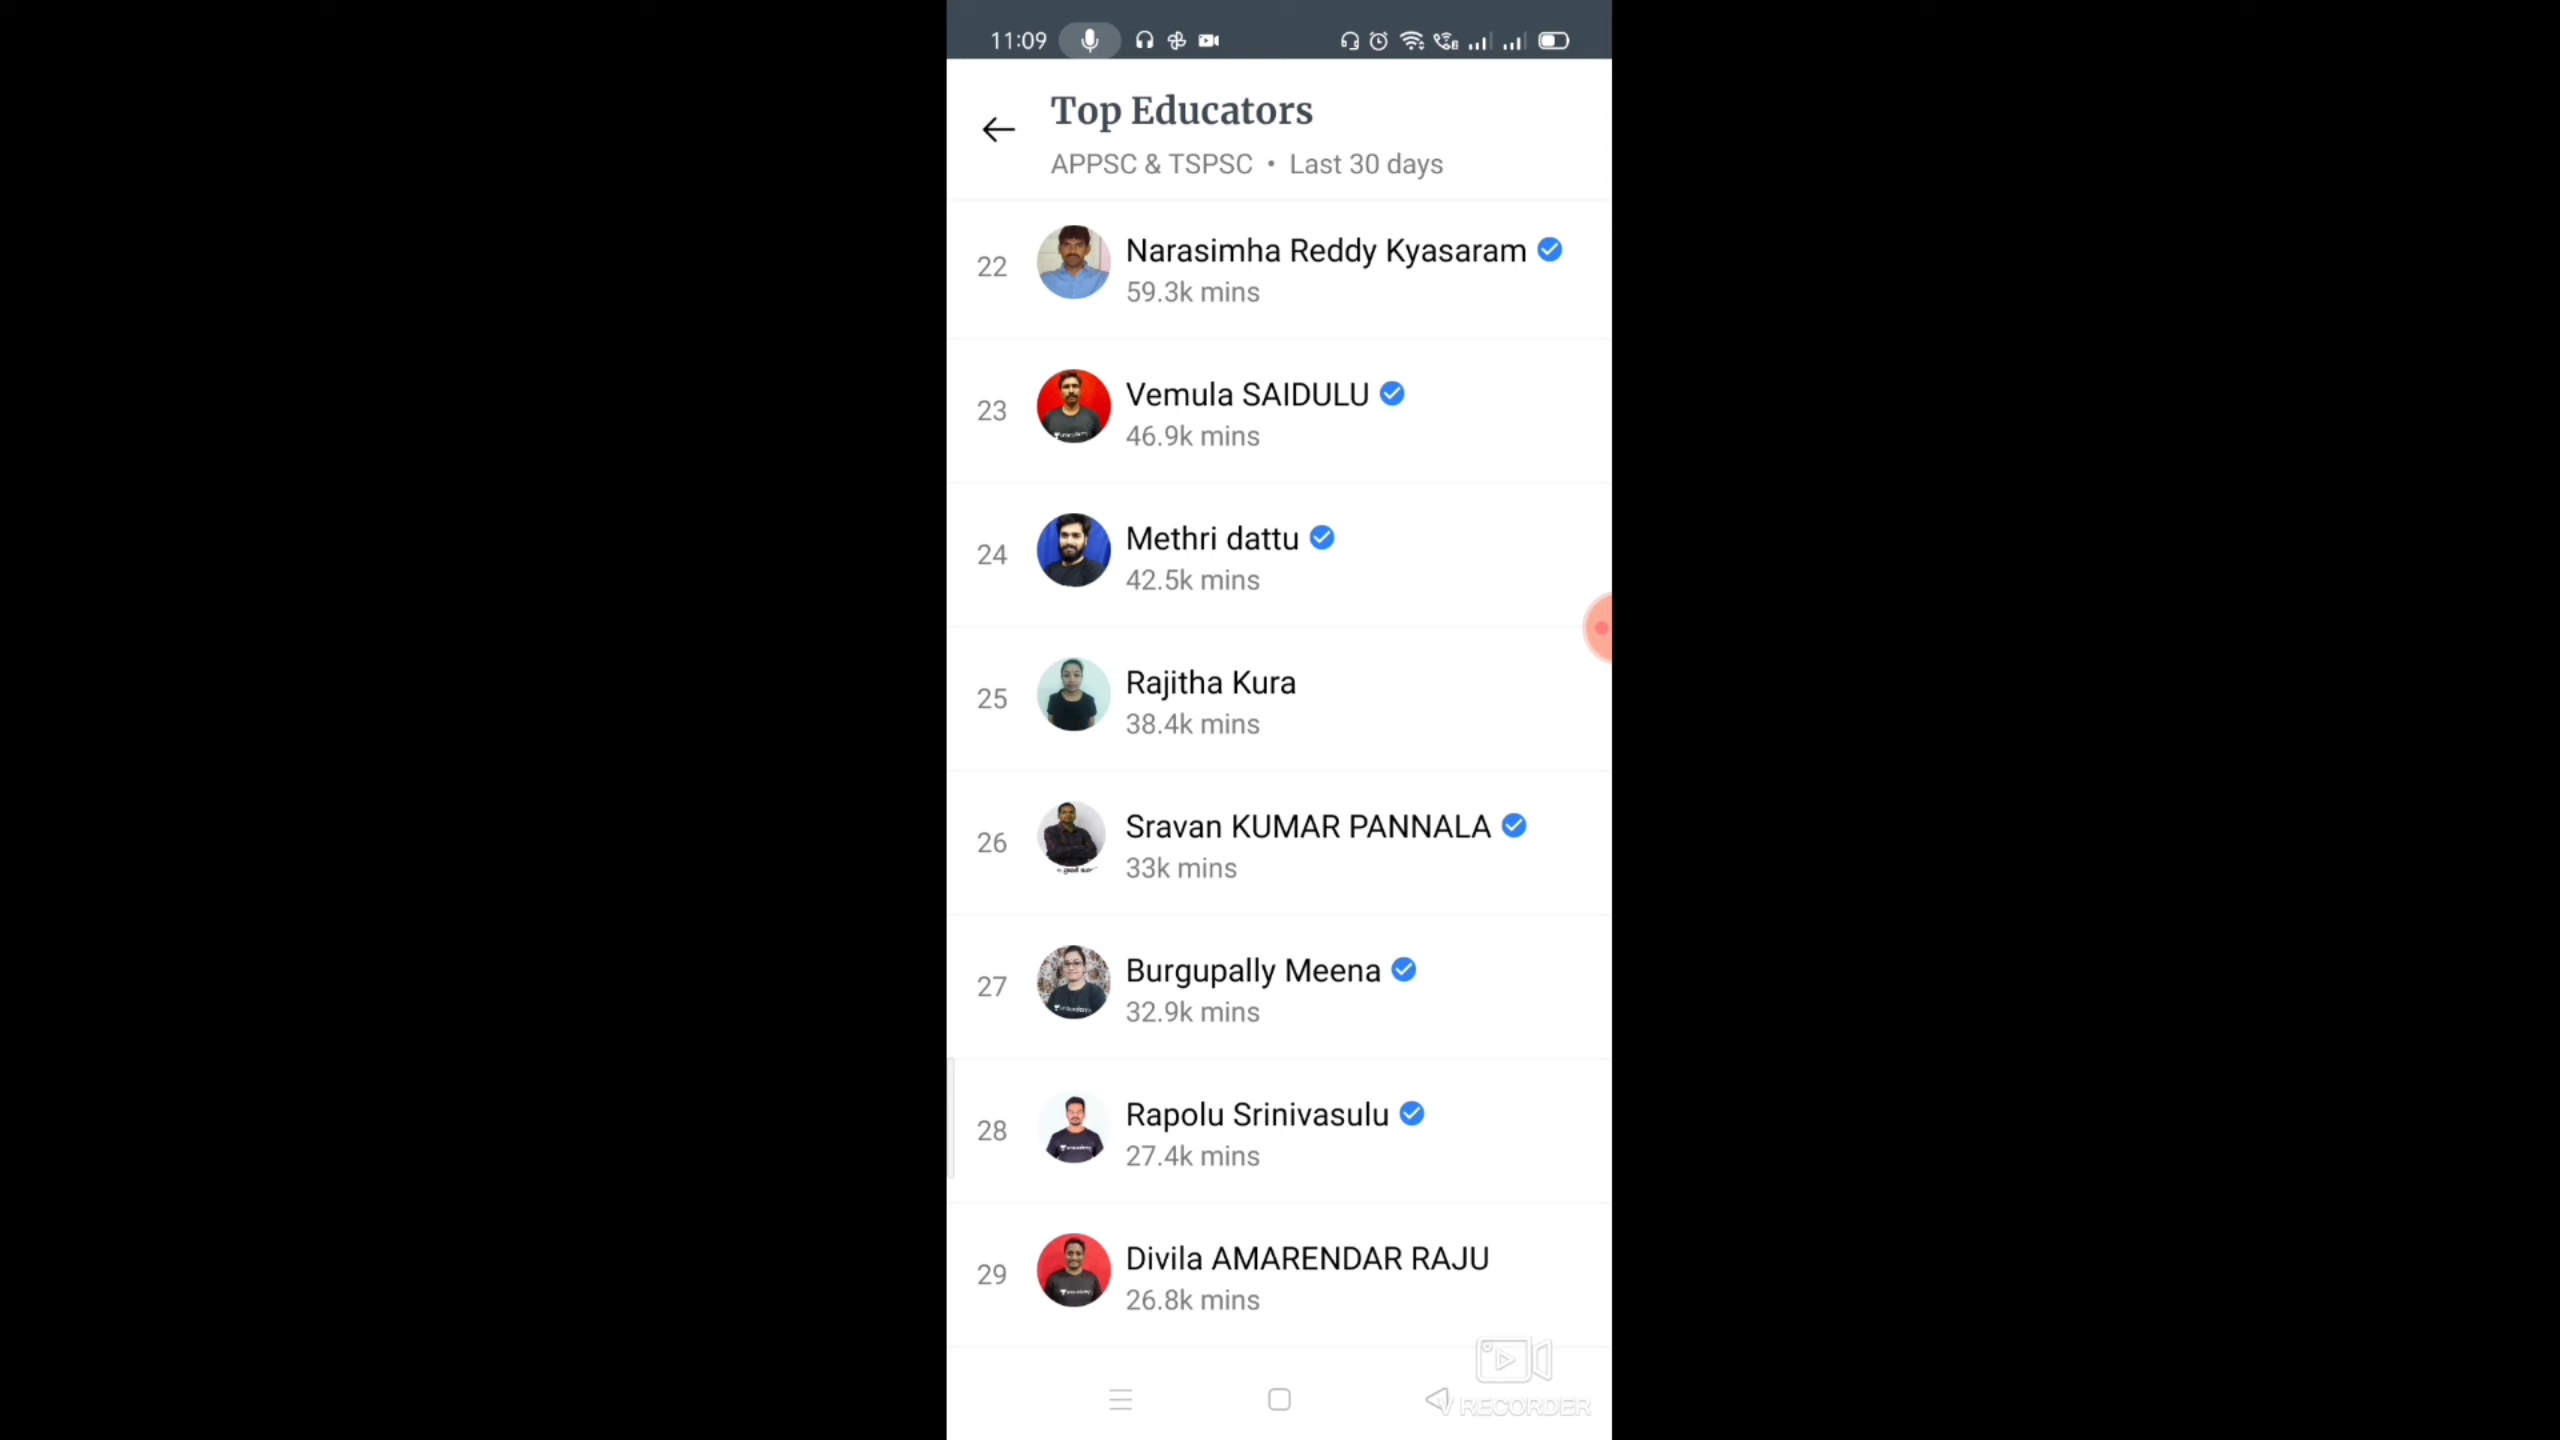 11:09
Top Educators
APPSC & TSPSC • Last 30 days
22
Narasimha Reddy Kyasaram
59.3k mins
23
Vemula SAIDULU
46.9k mins
24
Methri dattu
42.5k mins
25
Rajitha Kura
38.4k mins
26
Sravan KUMAR PANNALA
33k mins
27
Burgupally Meena
32.9k mins
28
Rapolu Srinivasulu
27.4k mins
29
Divila AMARENDAR RAJU
26.8k mins
V RECORDER